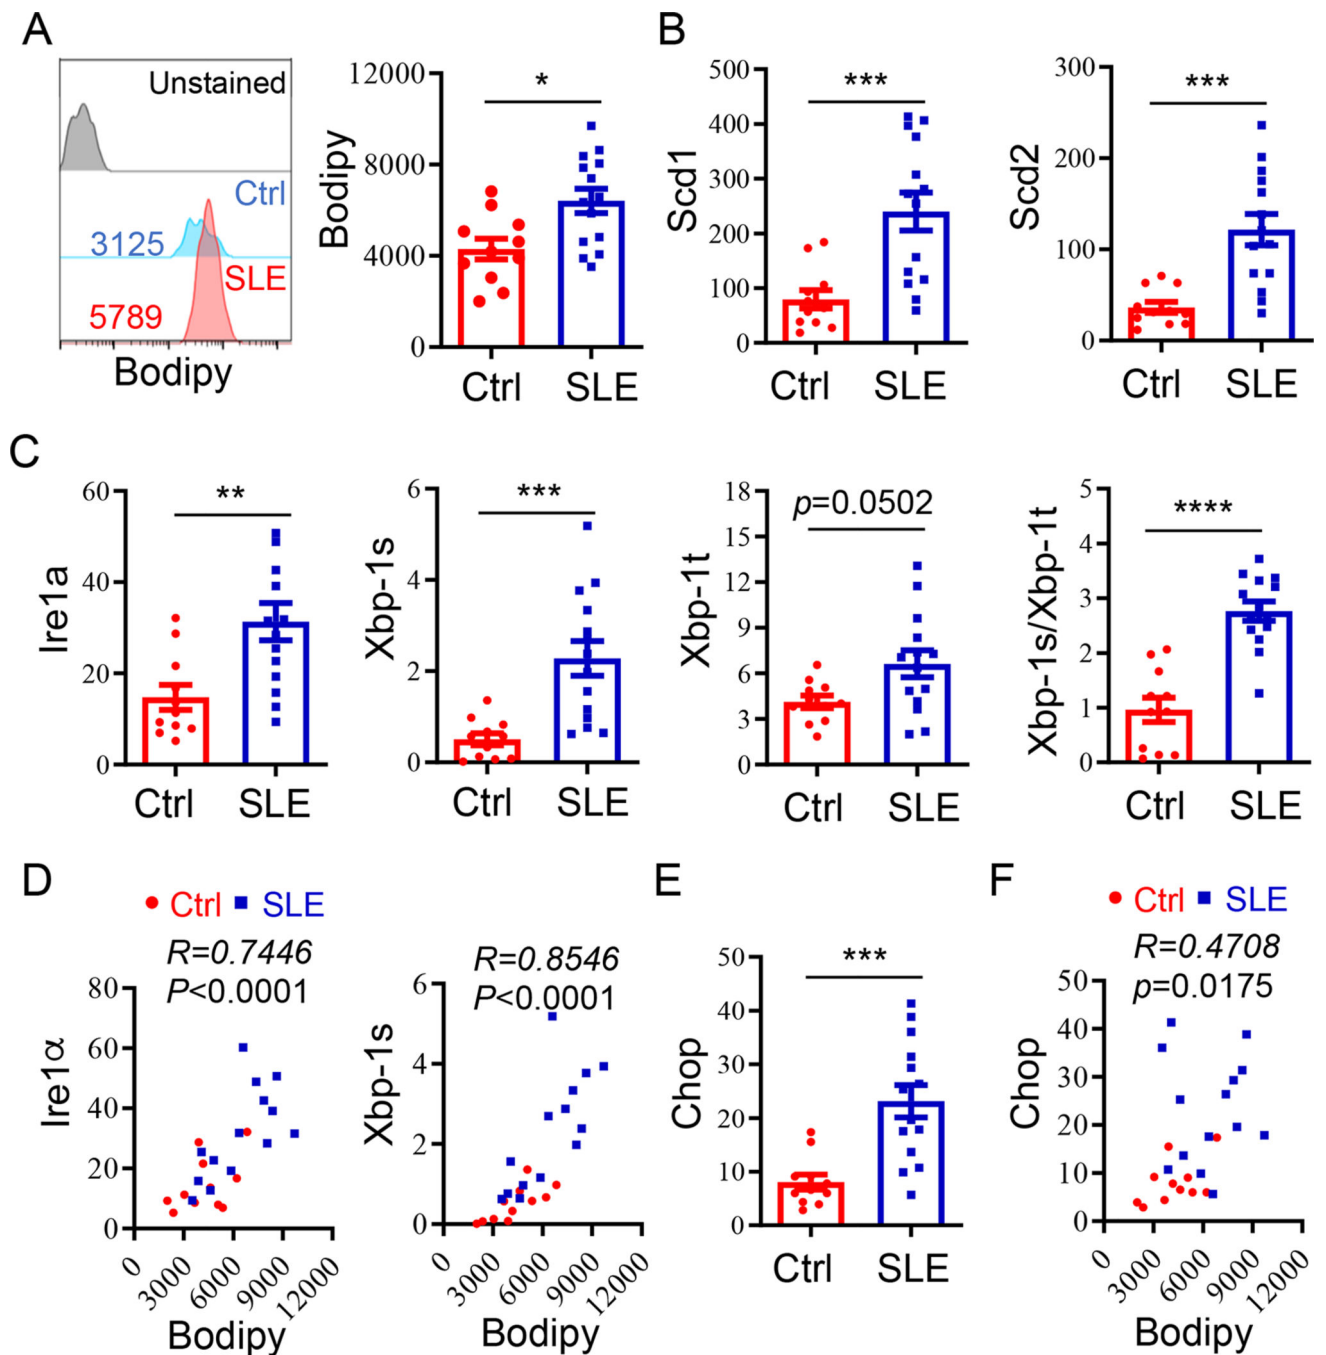 A
Unstained
Ctrl
3125
SLE
5789
Bodipy
Bodipy
12000
8000
4000
0
*
Ctrl SLE
B
Scd1
500
400
300
200
100
0
***
Ctrl SLE
Scd2
300
200
100
0
***
Ctrl SLE
C
Ire1a
60
40
20
0
**
Ctrl SLE
Xbp-1s
6
4
2
0
***
Ctrl SLE
Xbp-1t
18
15
12
9
6
3
0
p=0.0502
Ctrl SLE
Xbp-1s/Xbp-1t
5
4
3
2
1
0
****
Ctrl SLE
D
Ctrl SLE
R=0.7446
P<0.0001
Ire1α
80
60
40
20
0
0 3000 6000 9000 12000
Bodipy
R=0.8546
P<0.0001
Xbp-1s
6
4
2
0
0 3000 6000 9000 12000
Bodipy
E
Chop
50
40
30
20
10
0
***
Ctrl SLE
F
Ctrl SLE
R=0.4708
p=0.0175
Chop
50
40
30
20
10
0
0 3000 6000 9000 12000
Bodipy